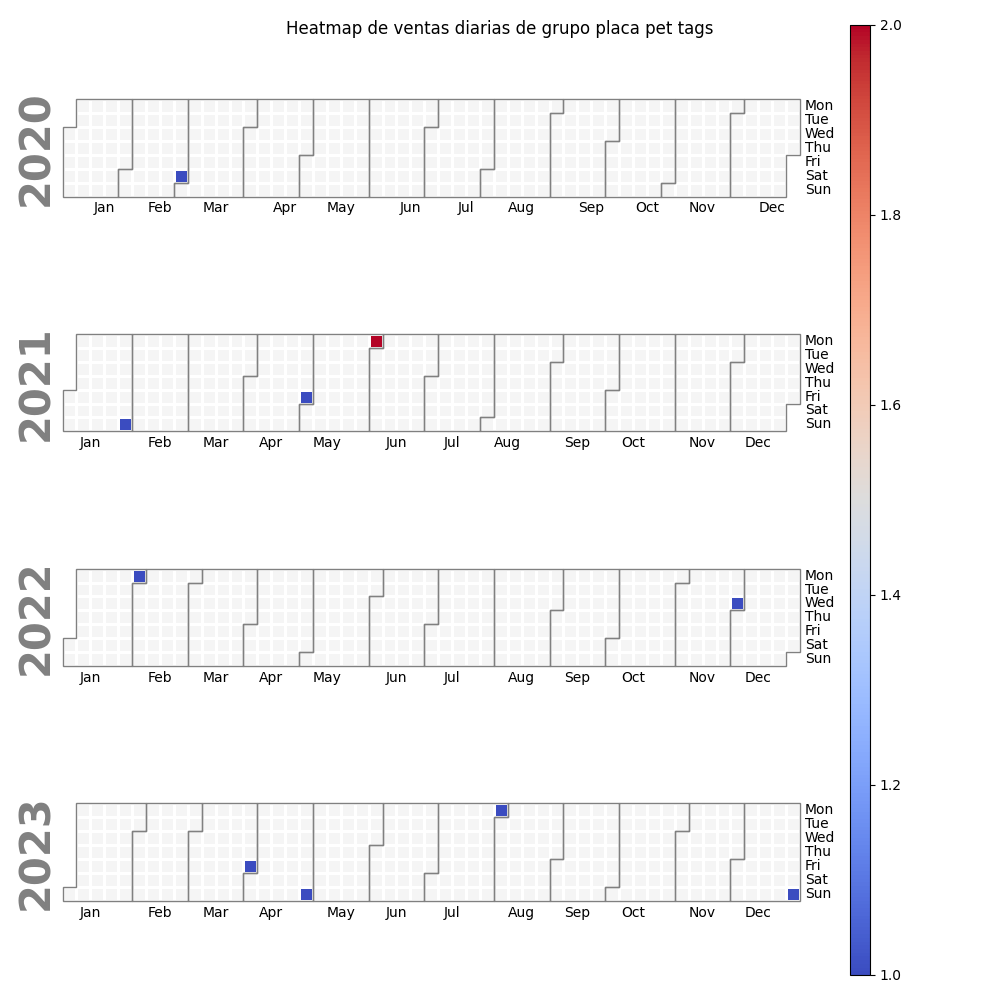 Heatmap de ventas diarias de grupo placa pet tags
2020
Mon
Tue
Wed
Thu
Fri
Sat
Sun
Jan Feb Mar Apr May Jun Jul Aug Sep Oct Nov Dec
2021
Mon
Tue
Wed
Thu
Fri
Sat
Sun
Jan Feb Mar Apr May Jun Jul Aug Sep Oct Nov Dec
2022
Mon
Tue
Wed
Thu
Fri
Sat
Sun
Jan Feb Mar Apr May Jun Jul Aug Sep Oct Nov Dec
2023
Mon
Tue
Wed
Thu
Fri
Sat
Sun
Jan Feb Mar Apr May Jun Jul Aug Sep Oct Nov Dec
2.0
1.8
1.6
1.4
1.2
1.0